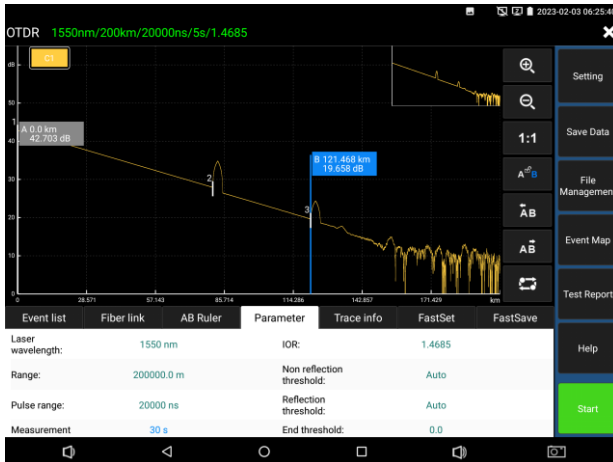 2023-02-03 06:25:40
OTDR 1550nm/200km/20000ns/5s/1.4685
C1
dB
50
40
30
20
10
0
1
A 0.0 km
42.703 dB
B 121.468 km
19.658 dB
2
3
0 28.571 57.143 85.714 114.286 142.857 171.429 km
1:1
A B
AB
AB
Setting
Save Data
File
Managemen
Event Map
Test Report
Help
Start
Event list Fiber link AB Ruler Parameter Trace info FastSet FastSave
Laser
wavelength: 1550 nm IOR: 1.4685
Range: 200000.0 m Non reflection
threshold: Auto
Pulse range: 20000 ns Reflection
threshold: Auto
Measurement 30 s End threshold: 0.0